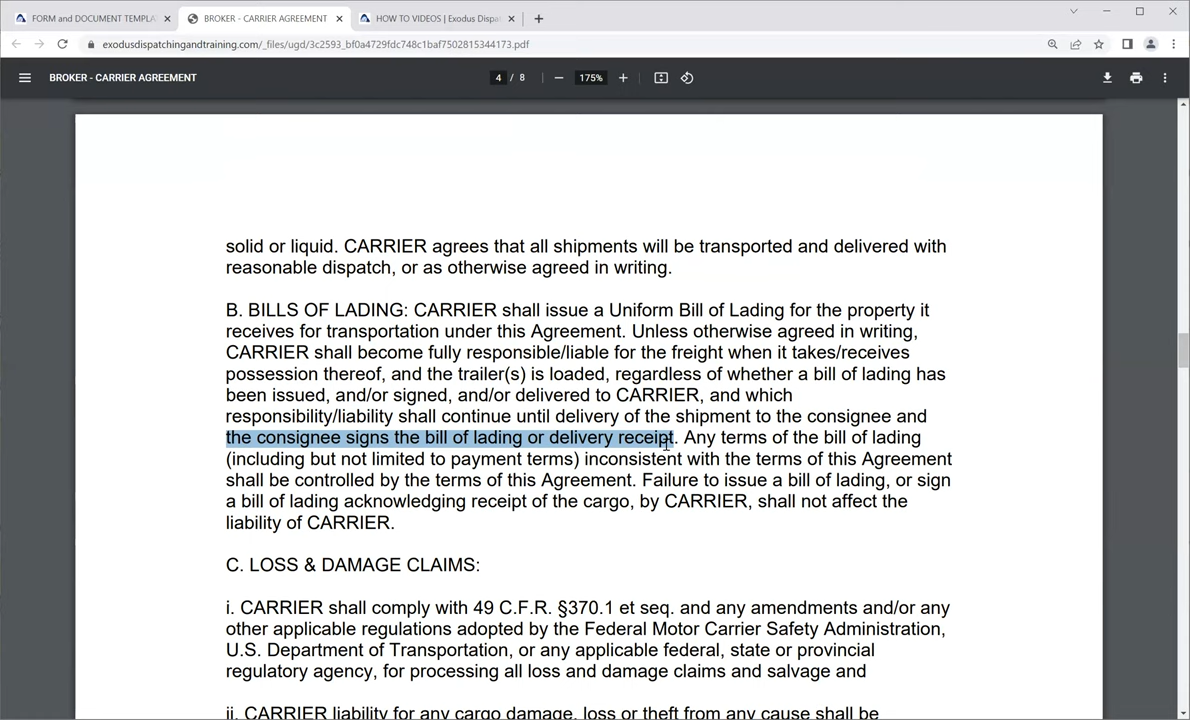 FORM and DOCUMENT TEMPLA
BROKER - CARRIER AGREEMENT
HOW TO VIDEOS | Exodus Dispat
exodusdispatchingandtraining.com/_files/ugd/3c2593_bf0a4729fdc748c1baf7502815344173.pdf
BROKER - CARRIER AGREEMENT
4 / 8
175%
solid or liquid. CARRIER agrees that all shipments will be transported and delivered with
reasonable dispatch, or as otherwise agreed in writing.
B. BILLS OF LADING: CARRIER shall issue a Uniform Bill of Lading for the property it
receives for transportation under this Agreement. Unless otherwise agreed in writing,
CARRIER shall become fully responsible/liable for the freight when it takes/receives
possession thereof, and the trailer(s) is loaded, regardless of whether a bill of lading has
been issued, and/or signed, and/or delivered to CARRIER, and which
responsibility/liability shall continue until delivery of the shipment to the consignee and
the consignee signs the bill of lading or delivery receipt. Any terms of the bill of lading
(including but not limited to payment terms) inconsistent with the terms of this Agreement
shall be controlled by the terms of this Agreement. Failure to issue a bill of lading, or sign
a bill of lading acknowledging receipt of the cargo, by CARRIER, shall not affect the
liability of CARRIER.
C. LOSS & DAMAGE CLAIMS:
i. CARRIER shall comply with 49 C.F.R. §370.1 et seq. and any amendments and/or any
other applicable regulations adopted by the Federal Motor Carrier Safety Administration,
U.S. Department of Transportation, or any applicable federal, state or provincial
regulatory agency, for processing all loss and damage claims and salvage and
ii. CARRIER liability for any cargo damage, loss or theft from any cause shall be